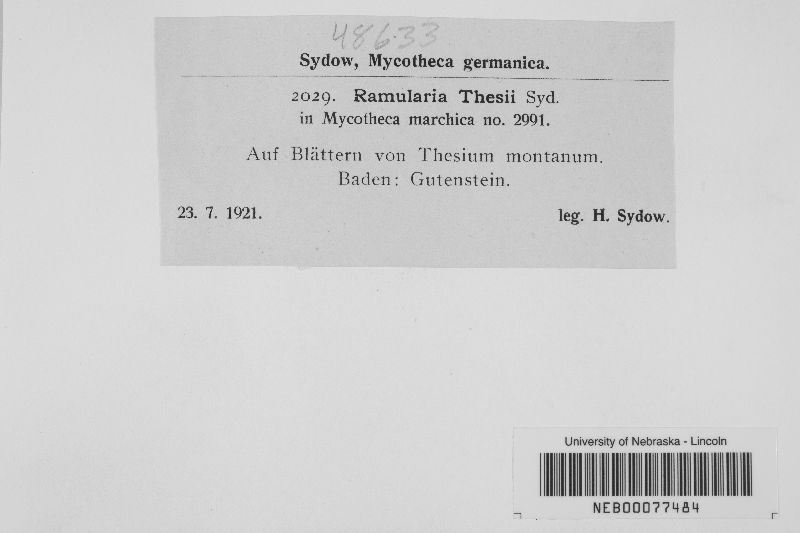 48633
Sydow, Mycotheca germanica.
2029. Ramularia Thesii Syd.
in Mycotheca marchica no. 2991.
Auf Blättern von Thesium montanum.
Baden: Gutenstein.
23. 7. 1921. leg. H. Sydow.
University of Nebraska - Lincoln
NEB00077484